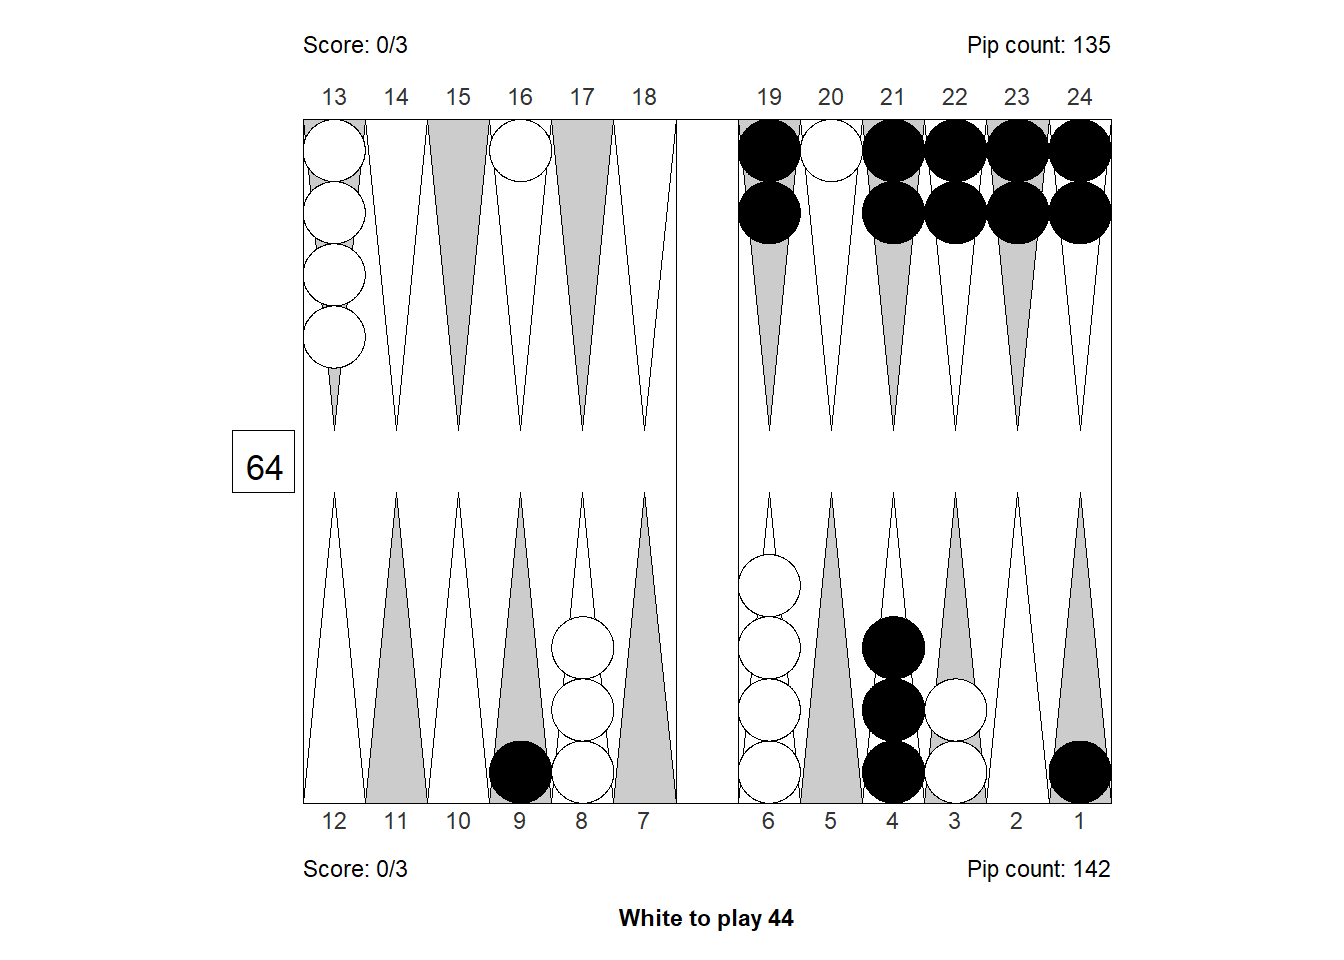 Score: 0/3 Pip count: 135
13 14 15 16 17 18 19 20 21 22 23 24
64
12 11 10 9 8 7 6 5 4 3 2 1
Score: 0/3 Pip count: 142
White to play 44